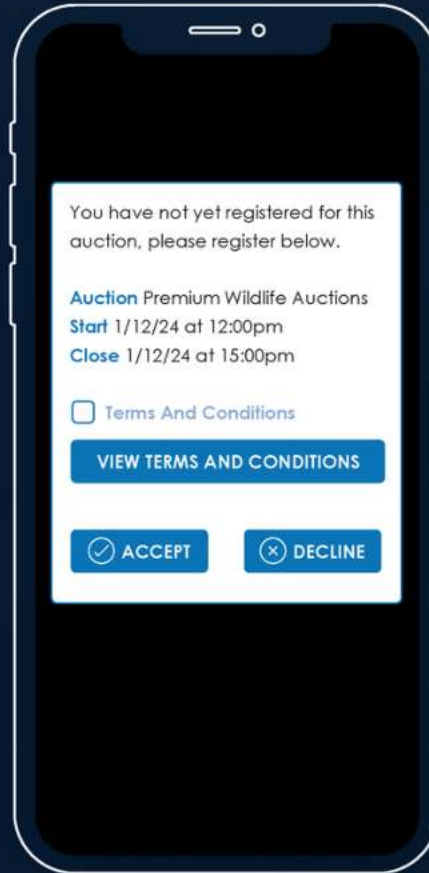 You have not yet registered for this
auction, please register below.
Auction Premium Wildlife Auctions
Start 1/12/24 at 12:00pm
Close 1/12/24 at 15:00pm
Terms And Conditions
VIEW TERMS AND CONDITIONS
ACCEPT DECLINE